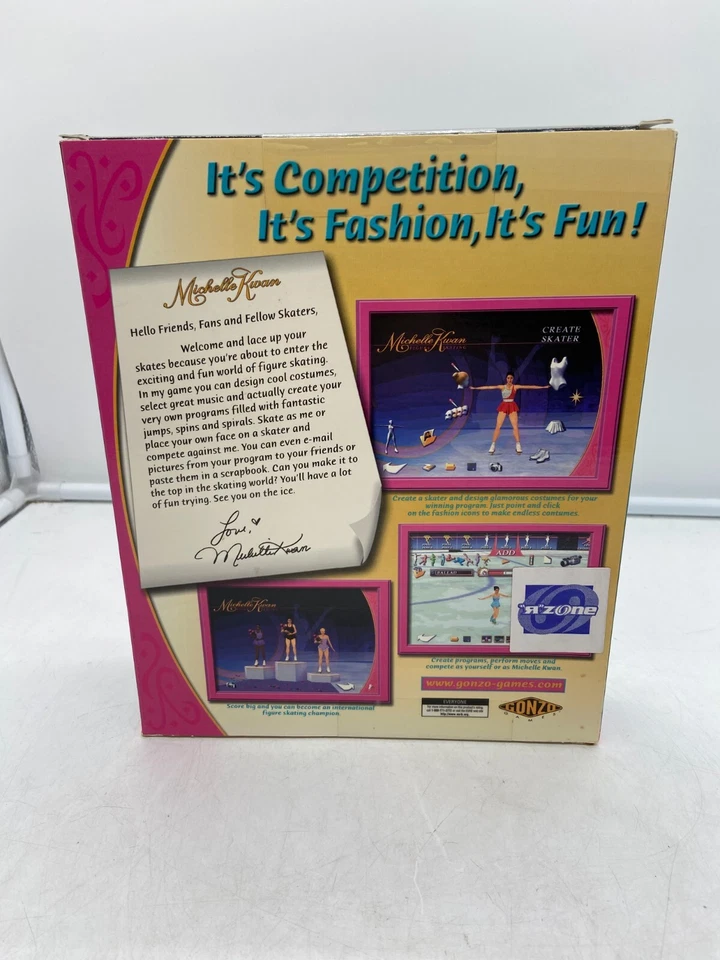 It's Competition,
It's Fashion, It's Fun!
Michelle Kwan
Hello Friends, Fans and Fellow Skaters,
Welcome and lace up your
skates because you're about to enter the
exciting and fun world of figure skating.
In my game you can design cool costumes,
select great music and actually create your
very own programs filled with fantastic
jumps, spins and spirals. Skate as me or
place your own face on a skater and
compete against me. You can even e-mail
pictures from your program to your friends or
paste them in a scrapbook. Can you make it to
the top in the skating world? You'll have a lot
of fun trying. See you on the ice.
Love,
Michelle Kwan
Michelle Kwan
CREATE
SKATER
Create a skater and design glamorous costumes for your
winning program. Just point and click
on the fashion icons to make endless costumes.
ADD
"Я"zone
Create programs, perform moves and
compete as yourself or as Michelle Kwan.
Michelle Kwan
Score big and you can become an international
figure skating champion.
www.gonzo-games.com
EVERYONE
GONZO
GAMES